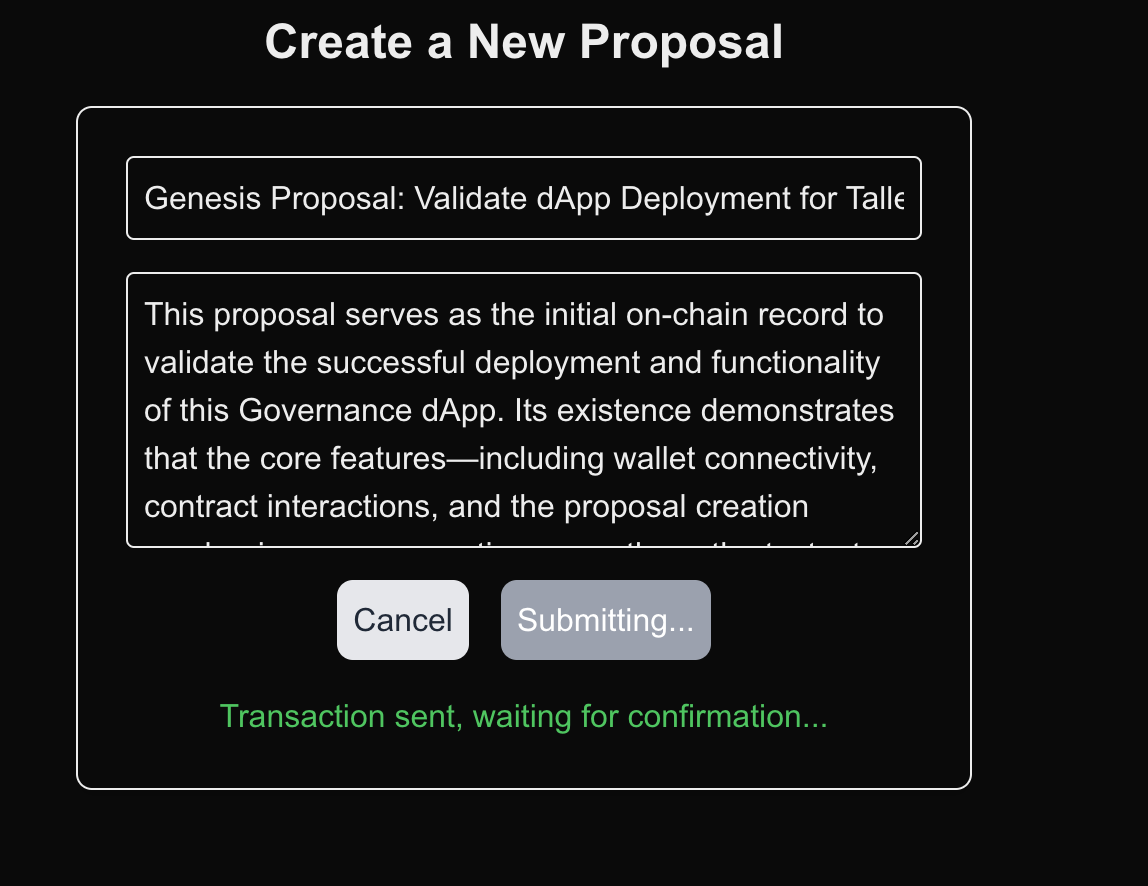 Create a New Proposal
Genesis Proposal: Validate dApp Deployment for Talle
This proposal serves as the initial on-chain record to
validate the successful deployment and functionality
of this Governance dApp. Its existence demonstrates
that the core features—including wallet connectivity,
contract interactions, and the proposal creation
Cancel
Submitting...
Transaction sent, waiting for confirmation...